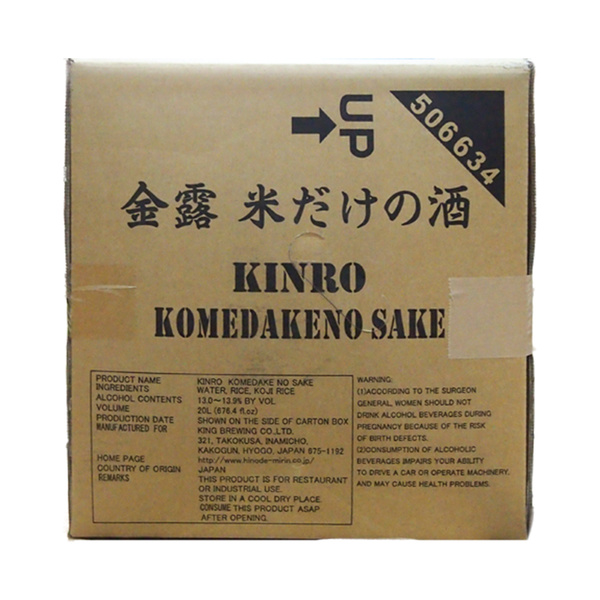 UP
506634
金露 米だけの酒
KINRO
KOMEDAKENO SAKE
PRODUCT NAME KINRO KOMEDAKE NO SAKE
INGREDIENTS WATER, RICE, KOJI RICE
ALCOHOL CONTENTS 13.0～13.9% BY VOL.
VOLUME 20L (676.4 fl.oz)
PRODUCTION DATE SHOWN ON THE SIDE OF CARTON BOX
MANUFACTURED FOR KING BREWING CO.LTD.
321, TAKOKUSA, INAMICHO,
KAKOGUN, HYOGO, JAPAN 675-1192
HOME PAGE http://www.hinode-mirin.co.jp/
COUNTRY OF ORIGIN JAPAN
REMARKS THIS PRODUCT IS FOR RESTAURANT
OR INDUSTRIAL USE.
STORE IN A COOL DRY PLACE.
CONSUME THIS PRODUCT ASAP
AFTER OPENING.
WARNING.
(1)ACCORDING TO THE SURGEON
GENERAL, WOMEN SHOULD NOT
DRINK ALCOHOL BEVERAGES DURING
PREGNANCY BECAUSE OF THE RISK
OF BIRTH DEFECTS.
(2)CONSUMPTION OF ALCOHOLIC
BEVERAGES IMPAIRS YOUR ABILITY
TO DRIVE A CAR OR OPERATE MACHINERY.
AND MAY CAUSE HEALTH PROBLEMS.